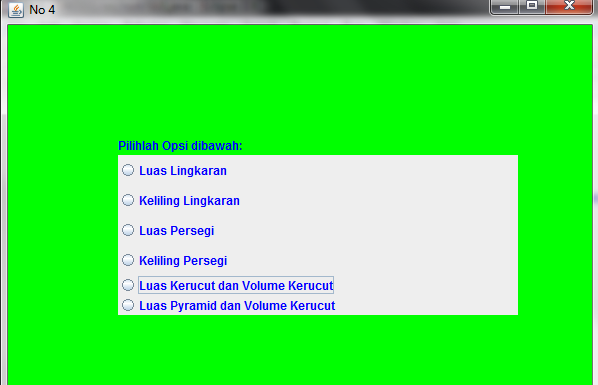 No 4
Pilihlah Opsi dibawah:
Luas Lingkaran
Keliling Lingkaran
Luas Persegi
Keliling Persegi
Luas Kerucut dan Volume Kerucut
Luas Pyramid dan Volume Kerucut